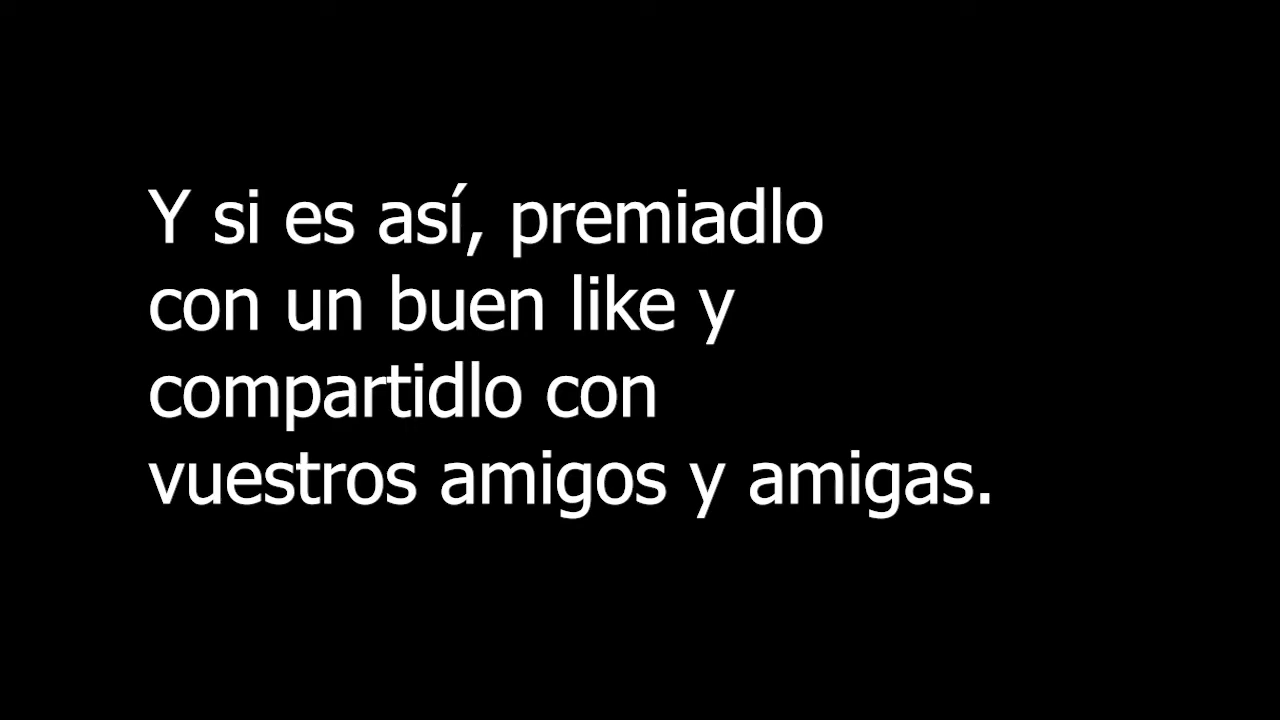 Y si es así, premiadlo
con un buen like y
compartidlo con
vuestros amigos y amigas.